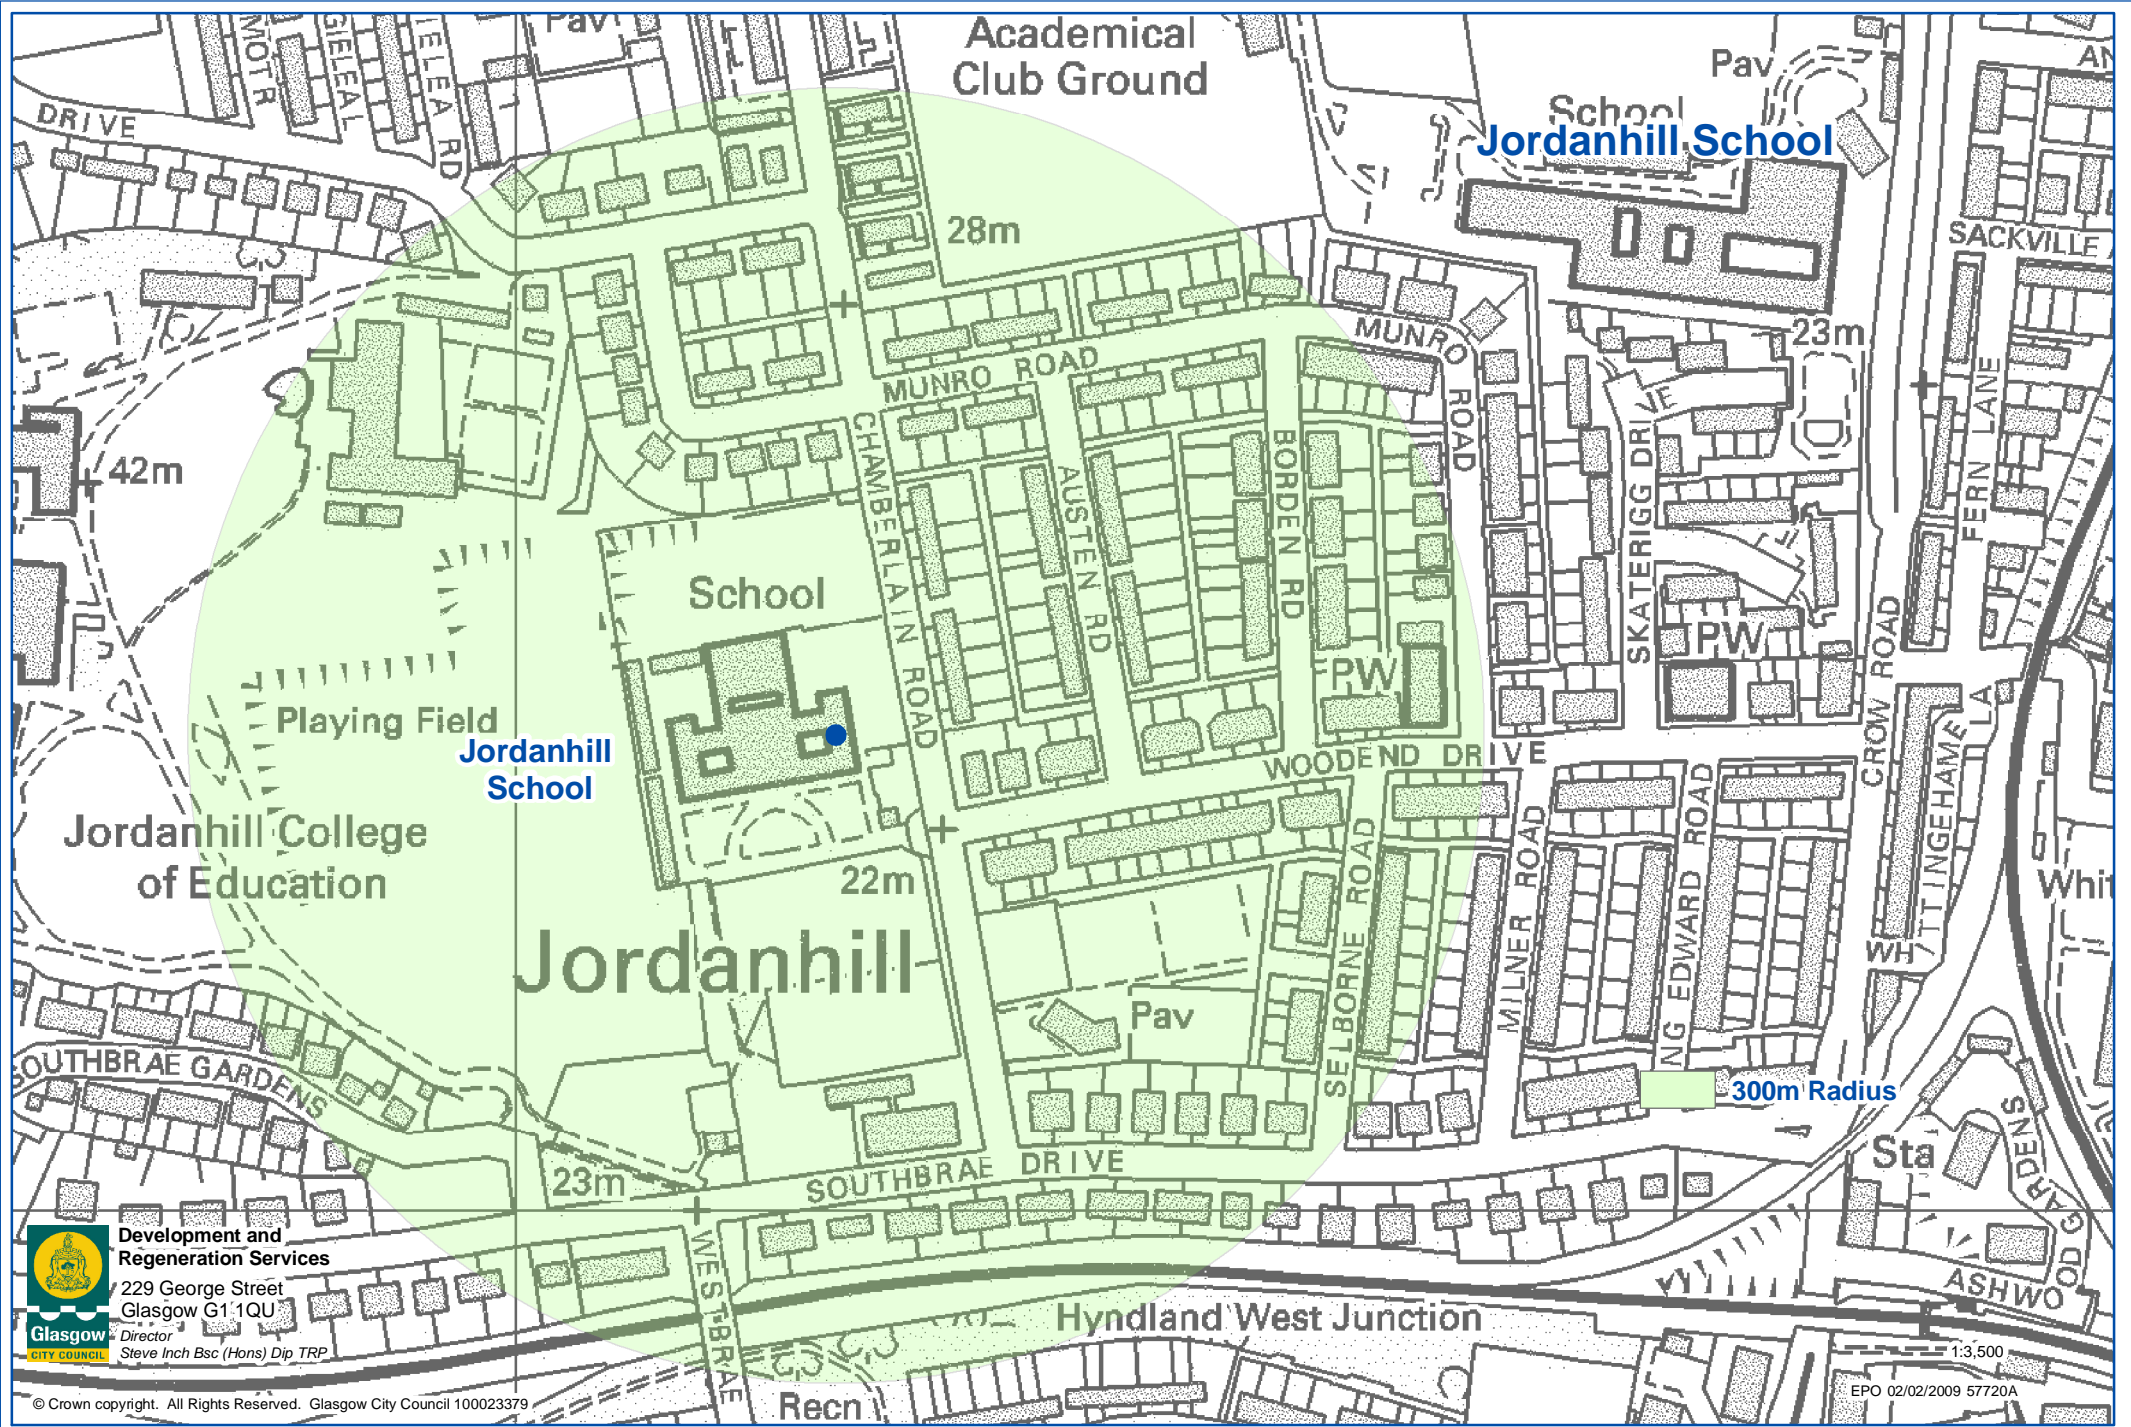 Pav
Academical
Club Ground
Pav
School
Jordanhill School
DRIVE
RD
28m
SACKVILLE
23m
MUNRO
ROAD
MUNRO ROAD
FERN LANE
42m
CHAMBERLAIN ROAD
AUSTEN RD
BORDEN RD
SKATERIGG DRIVE
School
PW
PW
CROW ROAD
Playing Field
Jordanhill
School
WOODEND DRIVE
Jordanhill College
of Education
22m
SELBORNE ROAD
MILNER ROAD
NG EDWARD ROAD
WHITTINGEHAME LA
Whit
Jordanhill
Pav
SOUTHBRAE GARDENS
300m Radius
Sta
23m
SOUTHBRAE DRIVE
WESTBRAE
ASHWOOD GARDENS
Hyndland West Junction
Recn
Development and
Regeneration Services
229 George Street
Glasgow G1 1QU
Director
Steve Inch Bsc (Hons) Dip TRP
Glasgow
CITY COUNCIL
1:3,500
EPO 02/02/2009 57720A
© Crown copyright. All Rights Reserved. Glasgow City Council 100023379